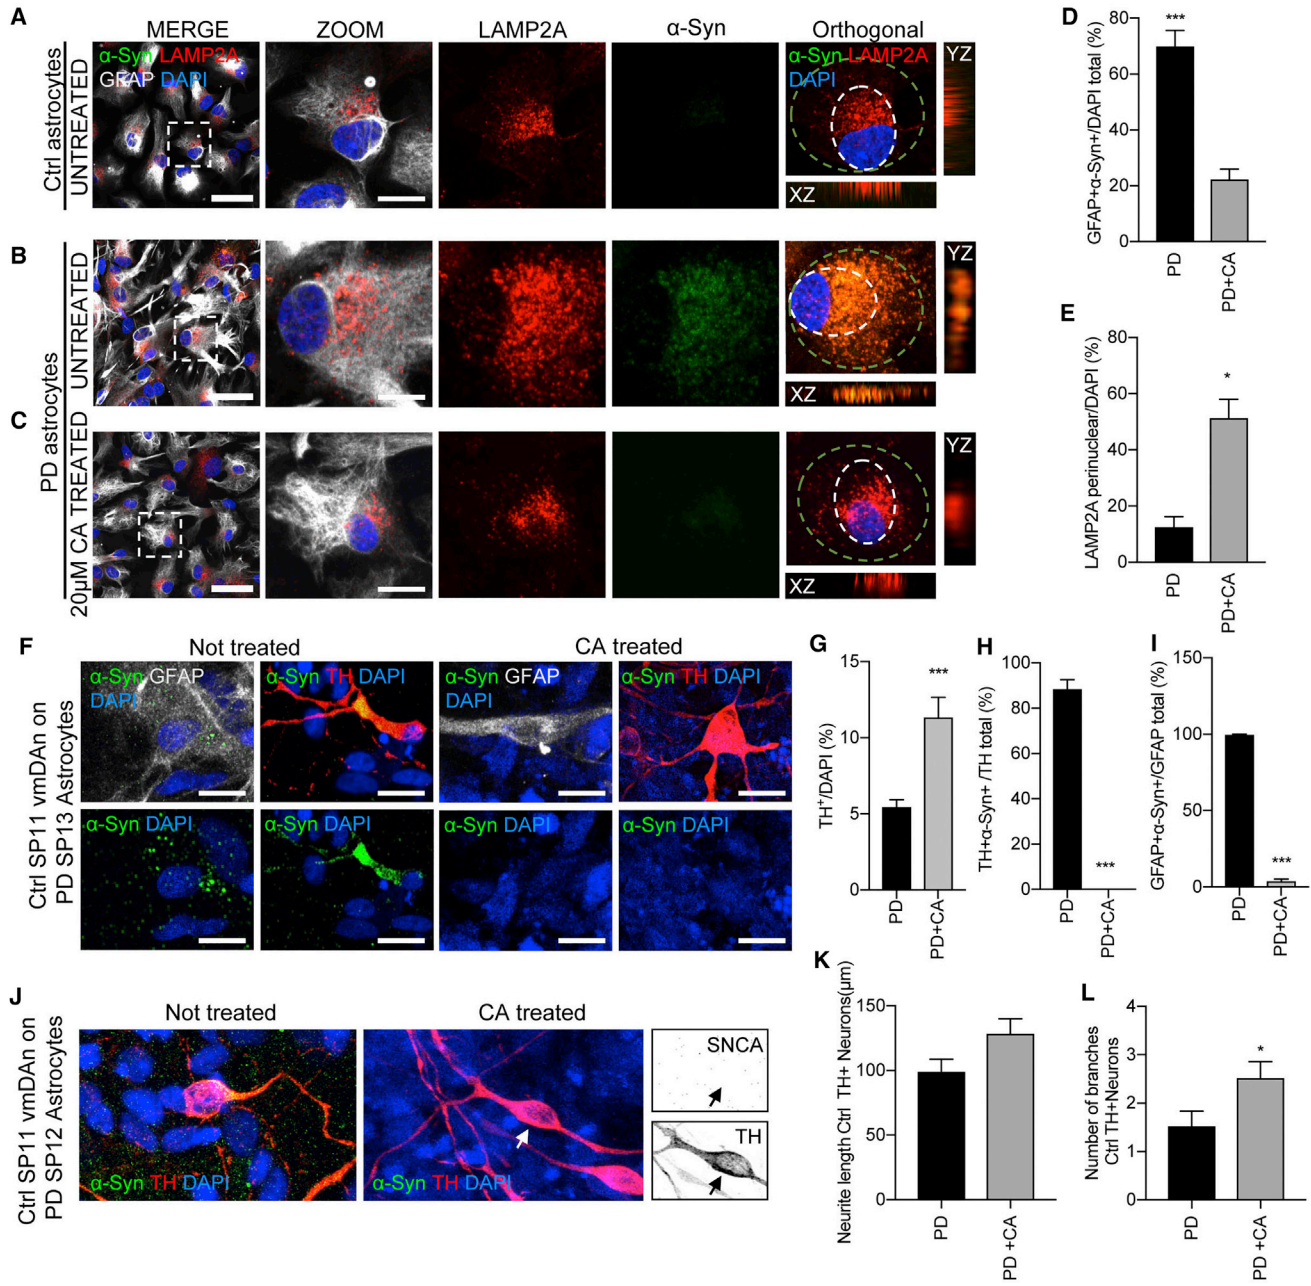 A
MERGE
ZOOM
LAMP2A
α-Syn
Orthogonal
Ctrl astrocytes
UNTREATED
α-Syn LAMP2A
GFAP DAPI
α-Syn LAMP2A
DAPI
YZ
XZ
B
PD astrocytes
UNTREATED
YZ
XZ
C
20µM CA TREATED
YZ
XZ
D
GFAP+α-Syn+/DAPI total (%)
80
60
40
20
0
***
PD
PD+CA
E
LAMP2A perinuclear/DAPI (%)
80
60
40
20
0
*
PD
PD+CA
F
Not treated
CA treated
Ctrl SP11 vmDAn on
PD SP13 Astrocytes
α-Syn GFAP
DAPI
α-Syn TH DAPI
α-Syn GFAP
DAPI
α-Syn TH DAPI
α-Syn DAPI
α-Syn DAPI
α-Syn DAPI
α-Syn DAPI
G
TH+/DAPI (%)
15
10
5
0
***
PD
PD+CA
H
TH+α-Syn+ /TH total (%)
100
80
60
40
20
0
***
PD
PD+CA
I
GFAP+α-Syn+/GFAP total (%)
150
100
50
0
***
PD
PD+CA
J
Not treated
CA treated
Ctrl SP11 vmDAn on
PD SP12 Astrocytes
α-Syn TH DAPI
α-Syn TH DAPI
SNCA
TH
K
Neurite length Ctrl TH+ Neurons(µm)
150
100
50
0
PD
PD +CA
L
Number of branches
Ctrl TH+Neurons
4
3
2
1
0
*
PD
PD +CA